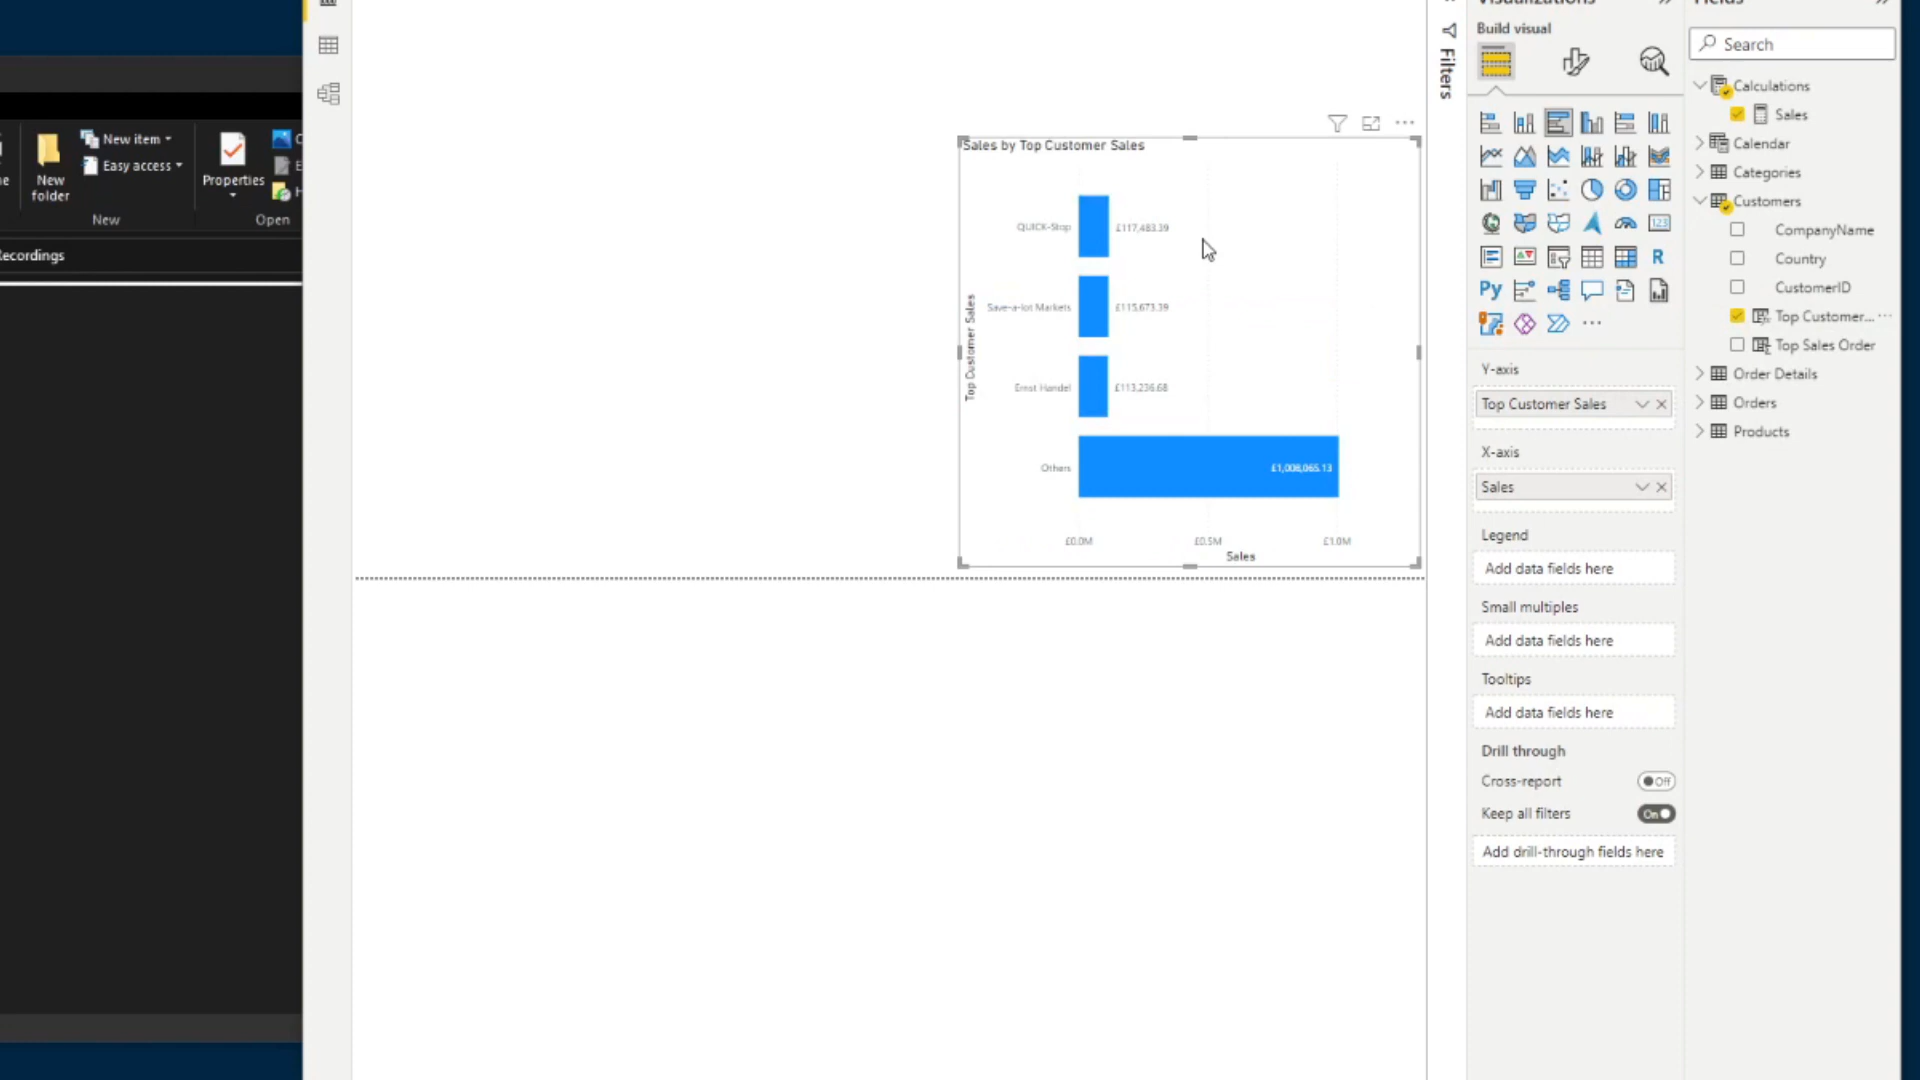 New item
Easy access
New
folder
Properties
New
Open
Recordings
Sales by Top Customer Sales
QUICK-Stop
£117,483.39
Save-a-lot Markets
£115,673.39
Ernst Handel
£113,236.68
Others
£1,008,065.13
Top Customer Sales
£0.0M
£0.5M
£1.0M
Sales
Filters
Build visual
123
R
Py
Y-axis
Top Customer Sales
X-axis
Sales
Legend
Add data fields here
Small multiples
Add data fields here
Tooltips
Add data fields here
Drill through
Cross-report
Off
Keep all filters
On
Add drill-through fields here
Search
Calculations
Sales
Calendar
Categories
Customers
CompanyName
Country
CustomerID
Top Customer...
Top Sales Order
Order Details
Orders
Products